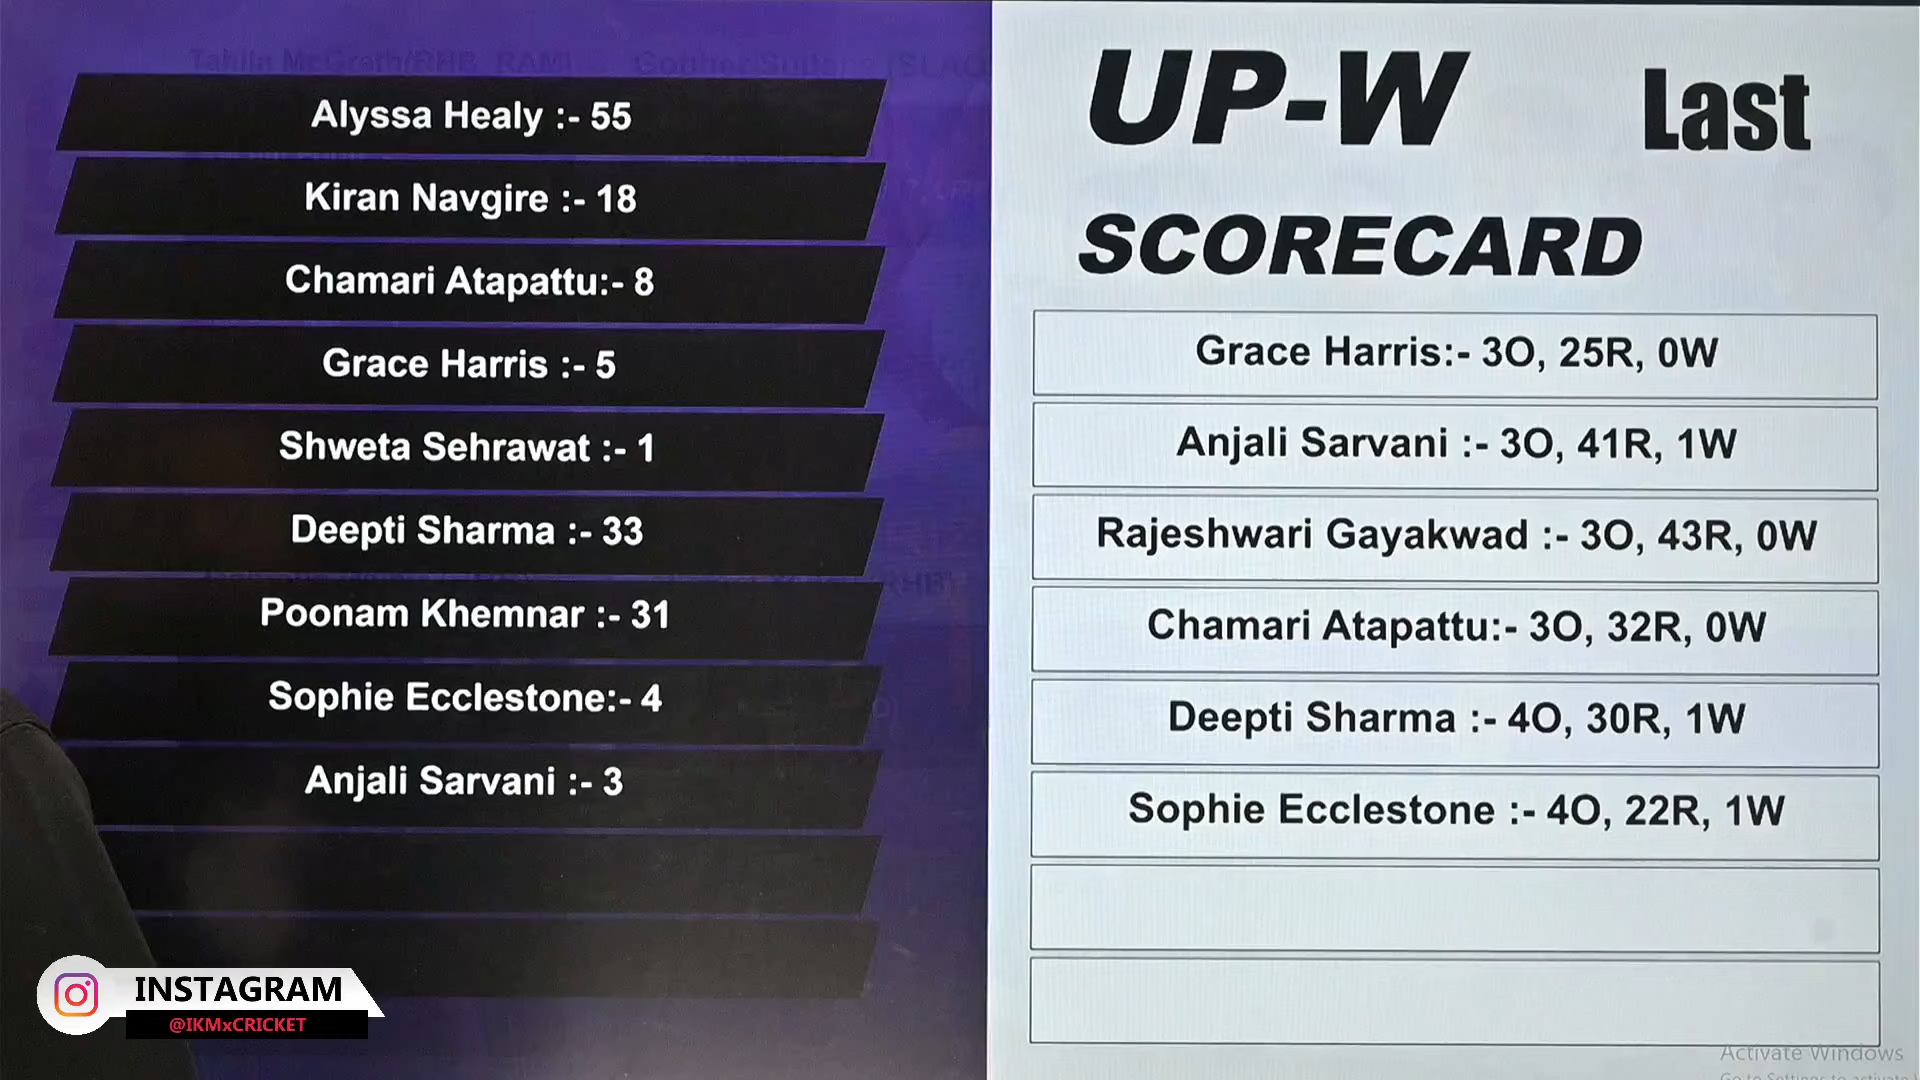 Alyssa Healy :- 55
Kiran Navgire :- 18
Chamari Atapattu:- 8
Grace Harris :- 5
Shweta Sehrawat :- 1
Deepti Sharma :- 33
Poonam Khemnar :- 31
Sophie Ecclestone:- 4
Anjali Sarvani :- 3
INSTAGRAM
@IKMxCRICKET
UP-W Last
SCORECARD
Grace Harris:- 3O, 25R, 0W
Anjali Sarvani :- 3O, 41R, 1W
Rajeshwari Gayakwad :- 3O, 43R, 0W
Chamari Atapattu:- 3O, 32R, 0W
Deepti Sharma :- 4O, 30R, 1W
Sophie Ecclestone :- 4O, 22R, 1W
Activate Windows